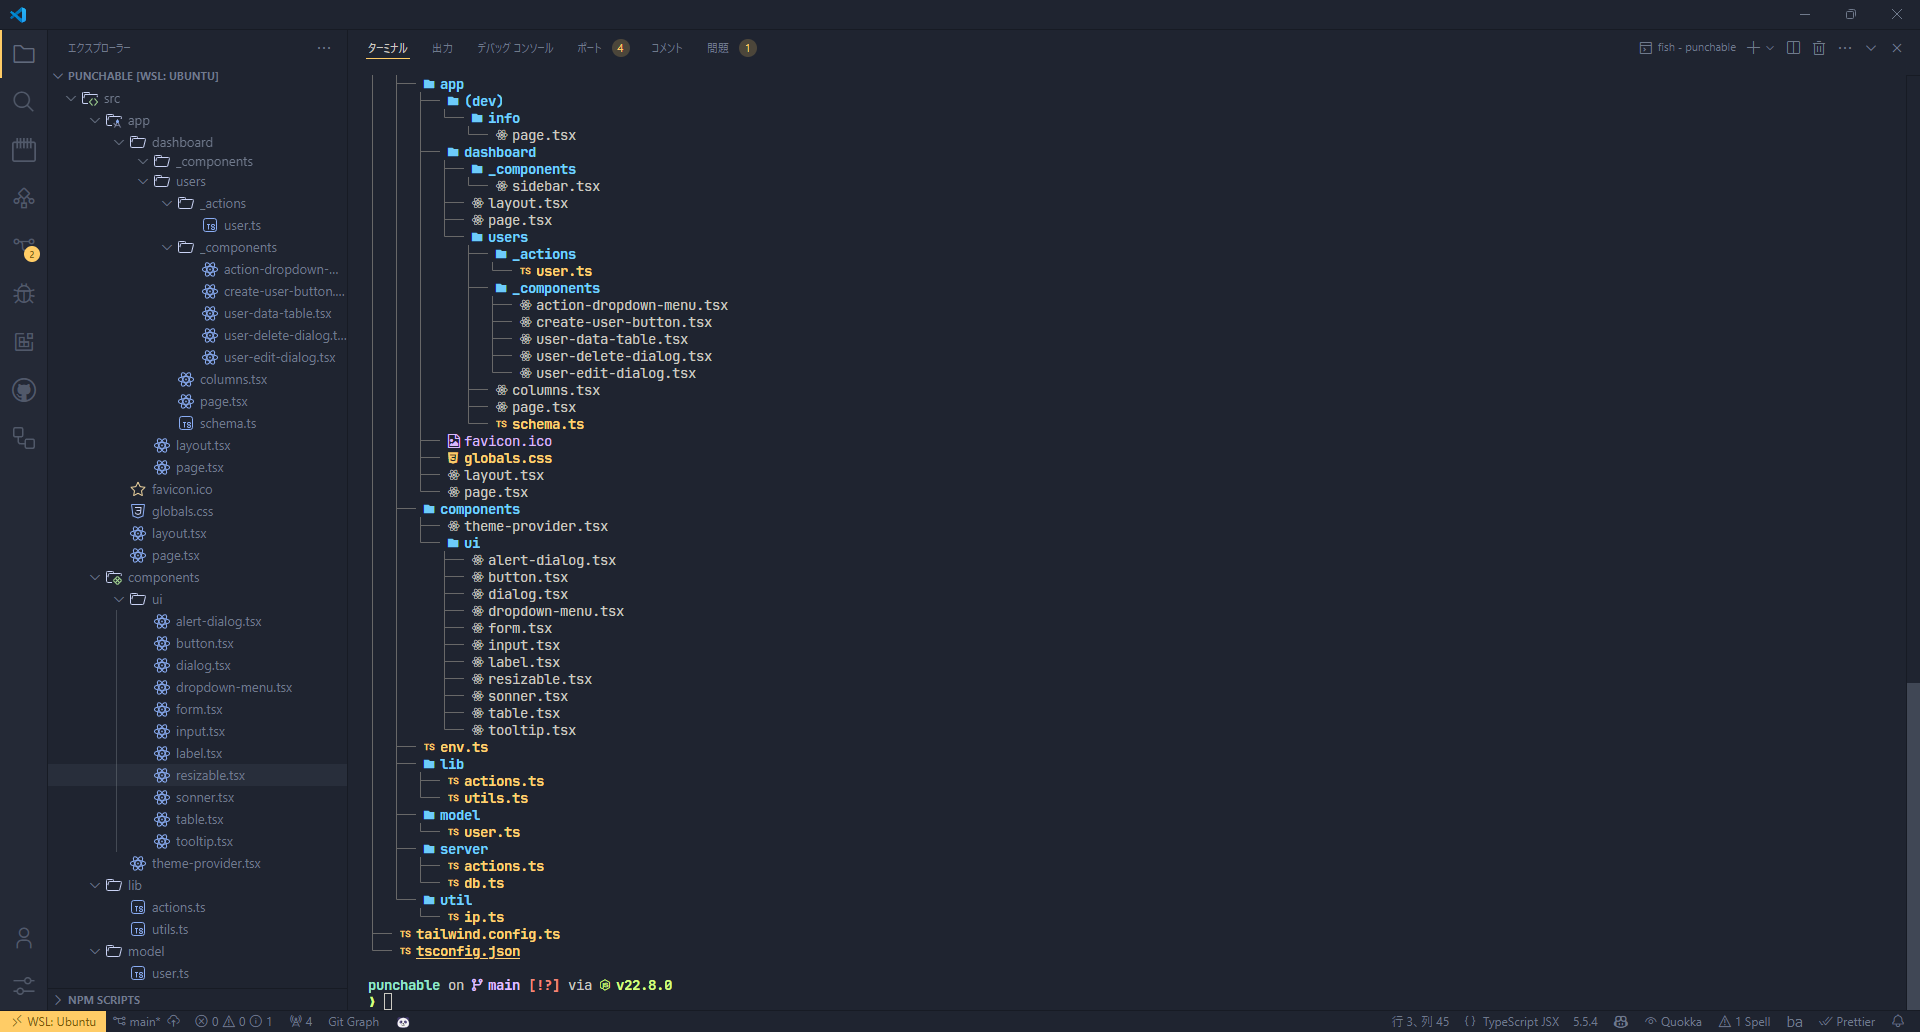 エクスプローラー
PUNCHABLE [WSL: UBUNTU]
src
app
dashboard
_components
users
_actions
user.ts
_components
action-dropdown-...
create-user-button....
user-data-table.tsx
user-delete-dialog.t...
user-edit-dialog.tsx
columns.tsx
page.tsx
schema.ts
layout.tsx
page.tsx
favicon.ico
globals.css
layout.tsx
page.tsx
components
ui
alert-dialog.tsx
button.tsx
dialog.tsx
dropdown-menu.tsx
form.tsx
input.tsx
label.tsx
resizable.tsx
sonner.tsx
table.tsx
tooltip.tsx
theme-provider.tsx
lib
actions.ts
utils.ts
model
user.ts
NPM SCRIPTS
2
ターミナル 出力 デバッグ コンソール ポート 4 コメント 問題 1
fish - punchable
app
(dev)
info
page.tsx
dashboard
_components
sidebar.tsx
layout.tsx
page.tsx
users
_actions
TS user.ts
_components
action-dropdown-menu.tsx
create-user-button.tsx
user-data-table.tsx
user-delete-dialog.tsx
user-edit-dialog.tsx
columns.tsx
page.tsx
TS schema.ts
favicon.ico
globals.css
layout.tsx
page.tsx
components
theme-provider.tsx
ui
alert-dialog.tsx
button.tsx
dialog.tsx
dropdown-menu.tsx
form.tsx
input.tsx
label.tsx
resizable.tsx
sonner.tsx
table.tsx
tooltip.tsx
TS env.ts
lib
TS actions.ts
TS utils.ts
model
TS user.ts
server
TS actions.ts
TS db.ts
util
TS ip.ts
TS tailwind.config.ts
TS tsconfig.json
punchable on main [!?] via v22.8.0
❯
WSL: Ubuntu main* 0 0 1 4 Git Graph
行 3、列 45 {} TypeScript JSX 5.5.4 Quokka 1 Spell ba Prettier